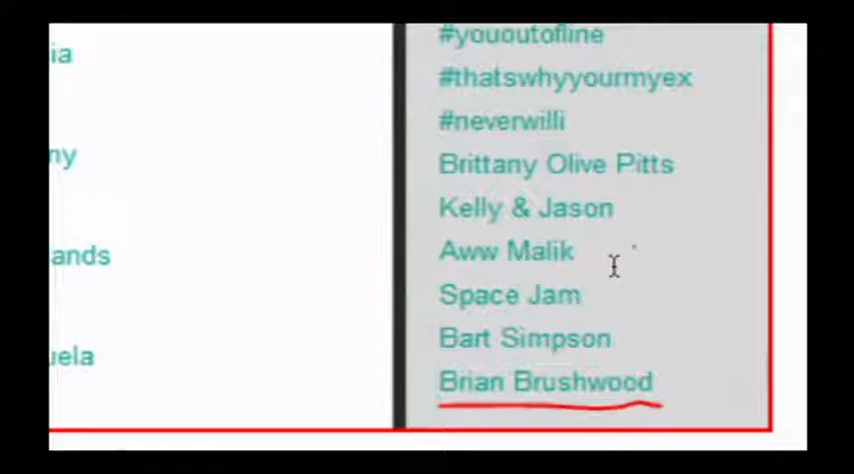 #yououtofline
#thatswhyyourmyex
#neverwilli
Brittany Olive Pitts
Kelly & Jason
Aww Malik
Space Jam
Bart Simpson
Brian Brushwood
ia
ny
ands
uela